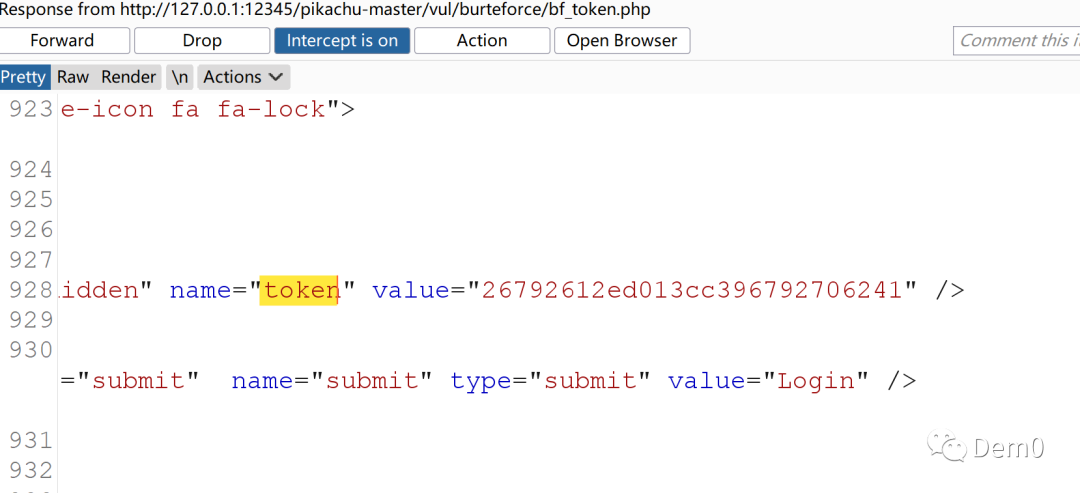 Response from http://127.0.0.1:12345/pikachu-master/vul/burteforce/bf_token.php
Forward Drop Intercept is on Action Open Browser Comment this
Pretty Raw Render \n Actions
923 e-icon fa fa-lock">
924
925
926
927
928 idden" name="token" value="26792612ed013cc396792706241" />
929
930
="submit" name="submit" type="submit" value="Login" />
931
932
Dem0